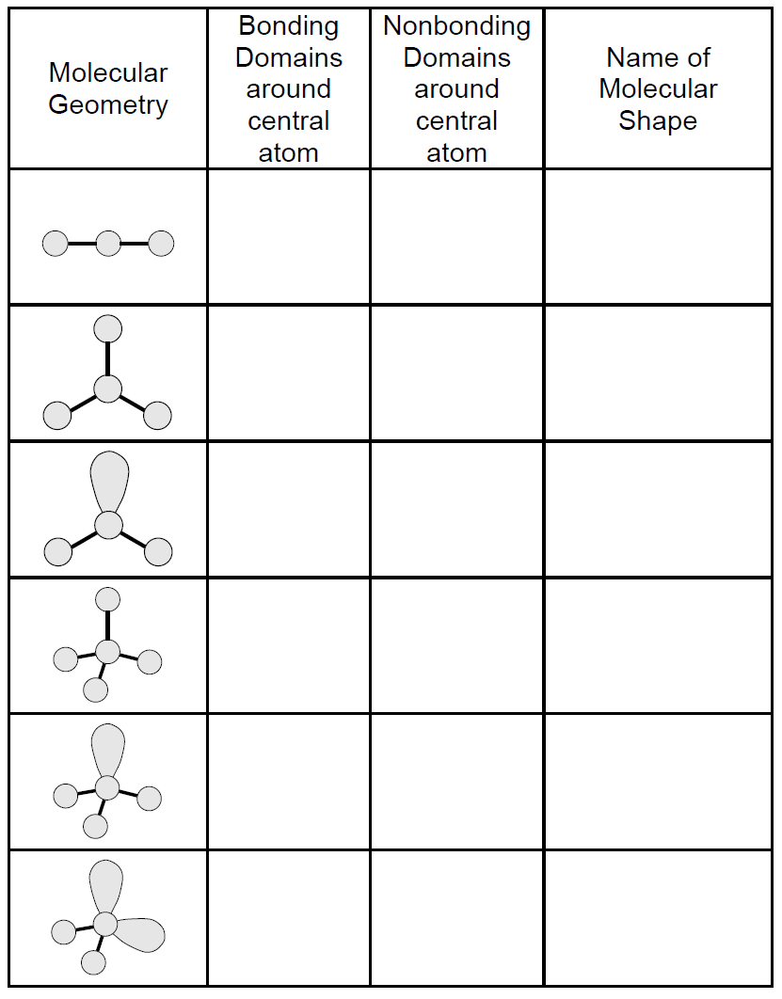 Molecular
Geometry
Bonding
Domains
around
central
atom
Nonbonding
Domains
around
central
atom
Name of
Molecular
Shape